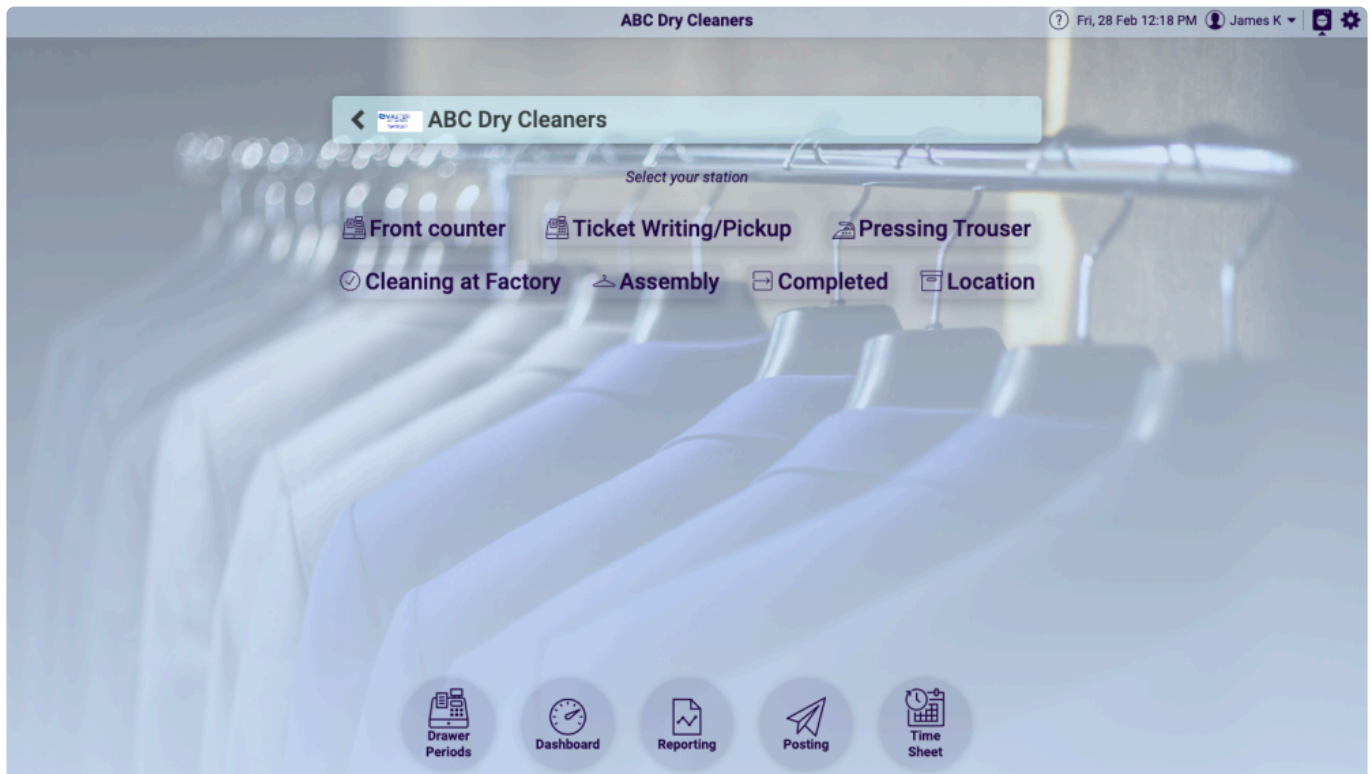 ABC Dry Cleaners
Fri, 28 Feb 12:18 PM James K
ABC Dry Cleaners
Select your station
Front counter Ticket Writing/Pickup Pressing Trouser
Cleaning at Factory Assembly Completed Location
Drawer
Periods
Dashboard
Reporting
Posting
Time
Sheet